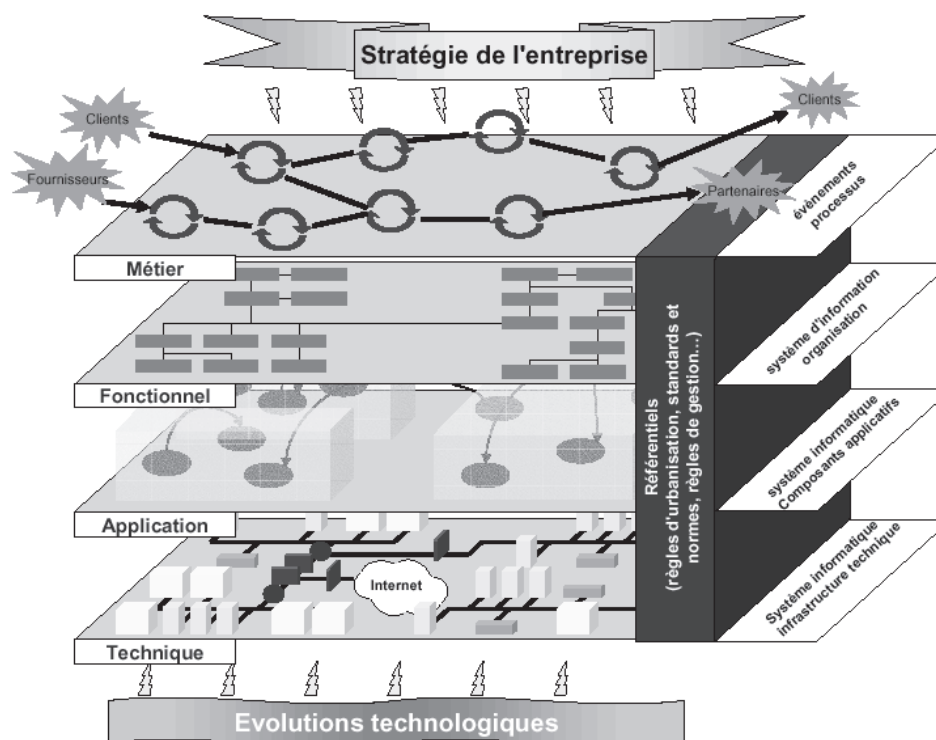 Stratégie de l'entreprise
Clients
Clients
Fournisseurs
Partenaires
évènements
processus
Métier
système d'information
organisation
Fonctionnel
Référentiels
(règles d'urbanisation, standards et
normes, règles de gestion...)
système informatique
Composants applicatifs
Application
Internet
Système informatique
infrastructure technique
Technique
Evolutions technologiques